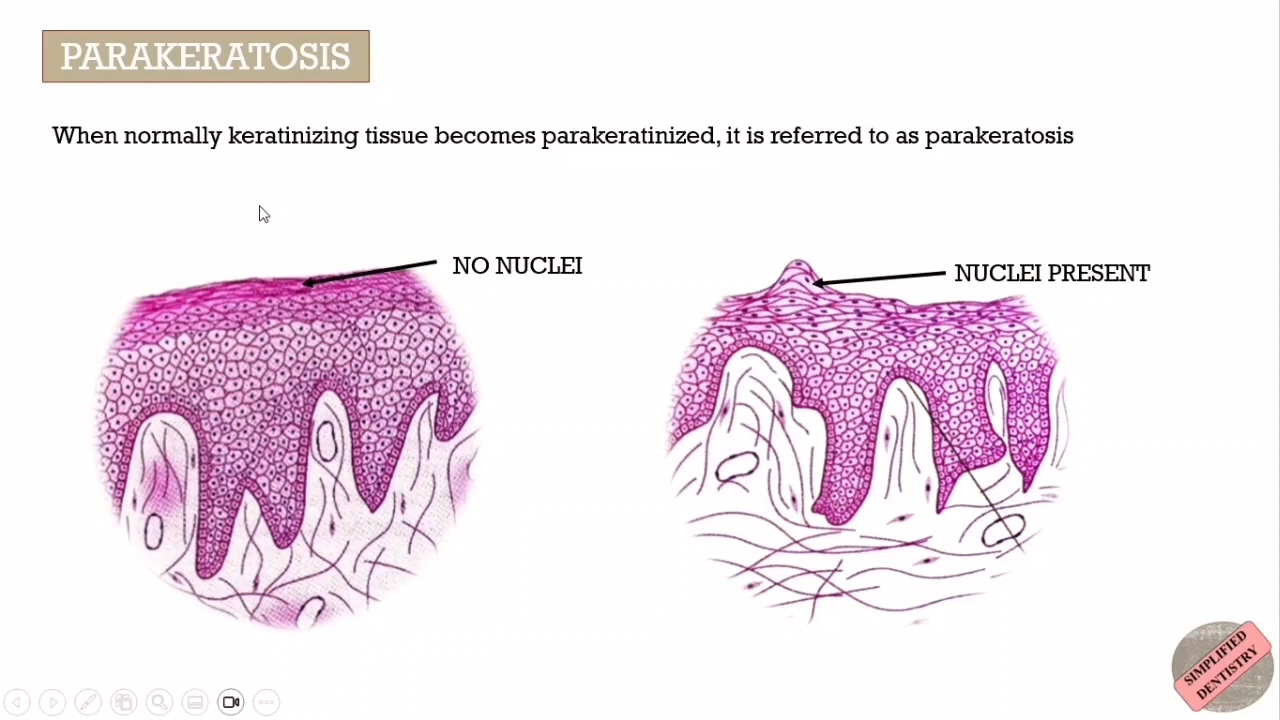 PARAKERATOSIS
When normally keratinizing tissue becomes parakeratinized, it is referred to as parakeratosis
NO NUCLEI
NUCLEI PRESENT
SIMPLIFIED
DENTISTRY